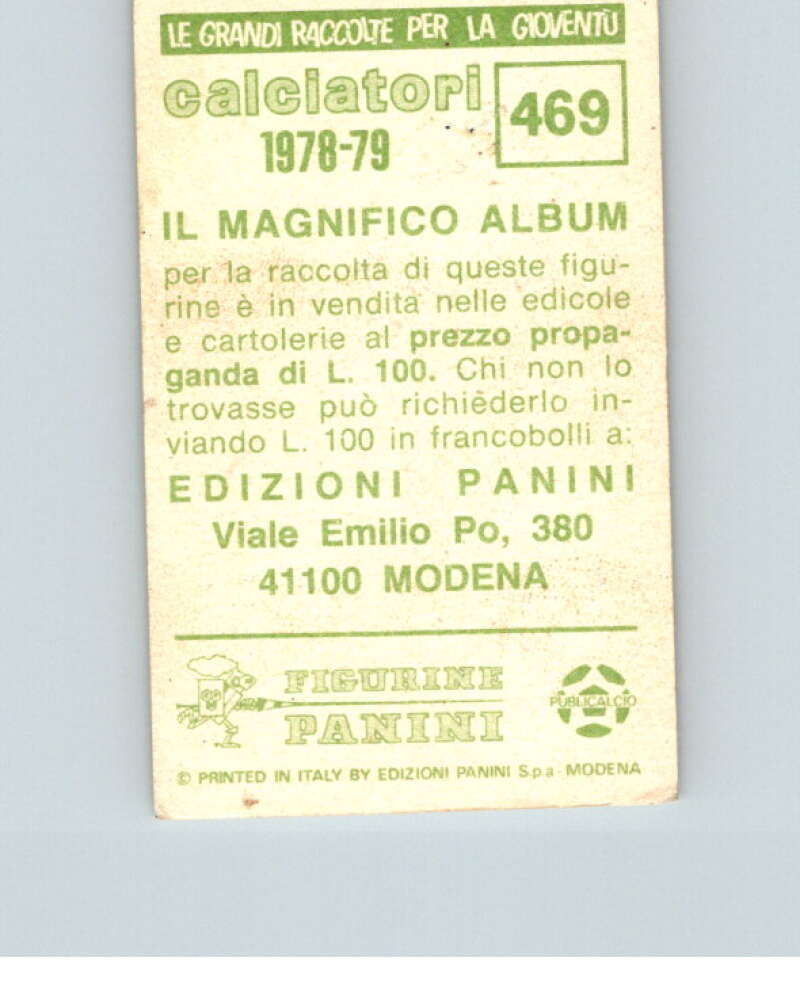 LE GRANDI RACCOLTE PER LA GIOVENTÙ
calciatori
469
1978-79
IL MAGNIFICO ALBUM
per la raccolta di queste figu-
rine è in vendita nelle edicole
e cartolerie al prezzo propa-
ganda di L. 100. Chi non lo
trovasse può richièderlo in-
viando L. 100 in francobolli a:
EDIZIONI PANINI
Viale Emilio Po, 380
41100 MODENA
FIGURINE
PANINI
PUBLICALCIO
© PRINTED IN ITALY BY EDIZIONI PANINI S.p.a - MODENA